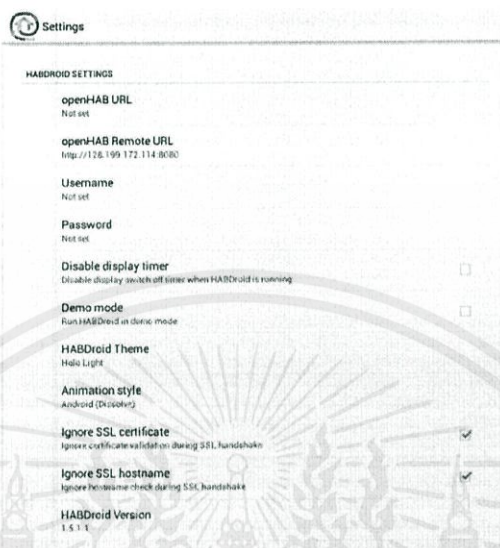 Settings
HABDROID SETTINGS
openHAB URL
Not set
openHAB Remote URL
http://128.199.172.114:8080
Username
Not set
Password
Not set
Disable display timer
Disable display switch off timer when HABDroid is running
Demo mode
Run HABDroid in demo mode
HABDroid Theme
Holo Light
Animation style
Android (Dissolve)
Ignore SSL certificate
Ignore certificate validation during SSL handshake
Ignore SSL hostname
Ignore hostname check during SSL handshake
HABDroid Version
1.5.1.1